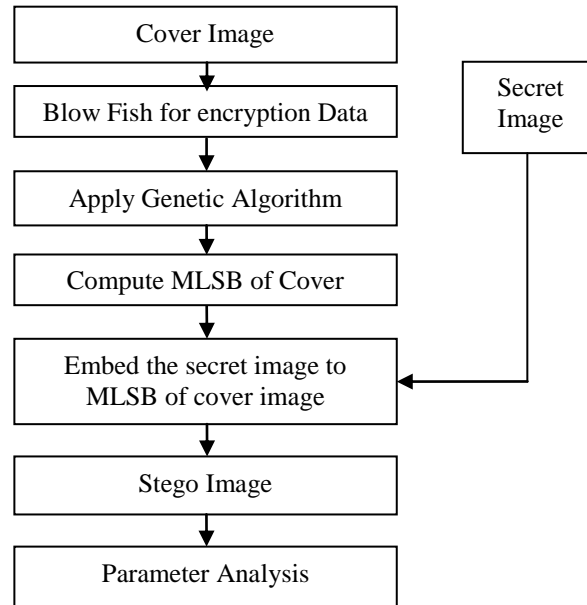 Cover Image
Blow Fish for encryption Data
Secret
Image
Apply Genetic Algorithm
Compute MLSB of Cover
Embed the secret image to
MLSB of cover image
Stego Image
Parameter Analysis